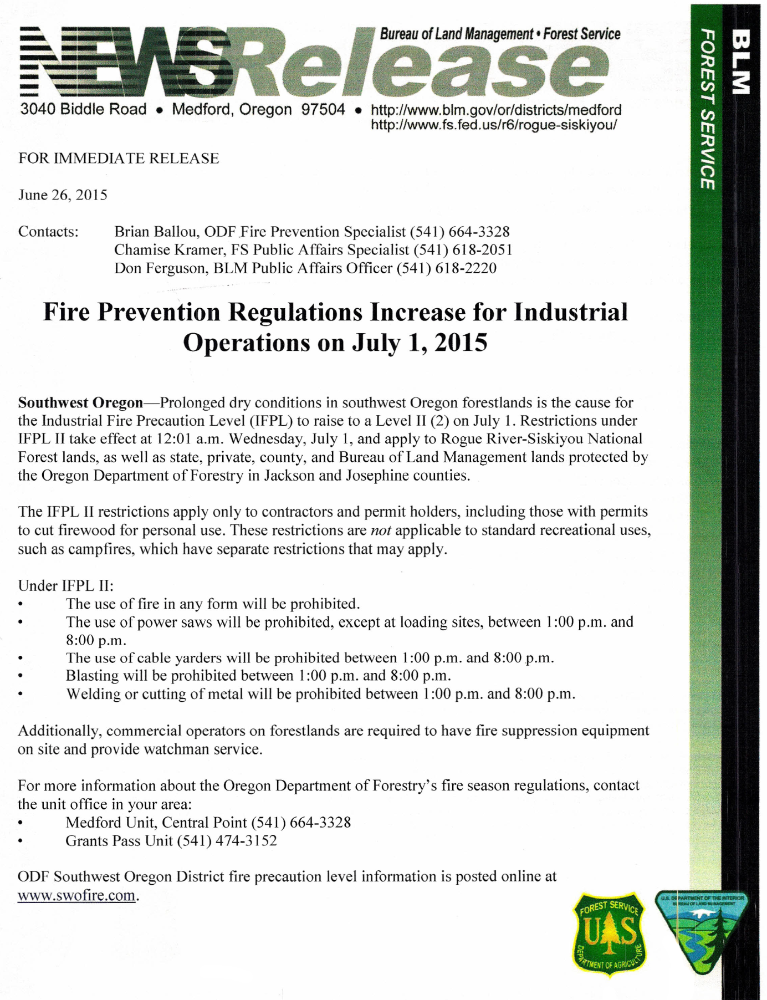 NEWSRelease
Bureau of Land Management • Forest Service
3040 Biddle Road • Medford, Oregon 97504 • http://www.blm.gov/or/districts/medford
http://www.fs.fed.us/r6/rogue-siskiyou/
BLM
FOREST SERVICE
FOR IMMEDIATE RELEASE
June 26, 2015
Contacts: Brian Ballou, ODF Fire Prevention Specialist (541) 664-3328
Chamise Kramer, FS Public Affairs Specialist (541) 618-2051
Don Ferguson, BLM Public Affairs Officer (541) 618-2220
Fire Prevention Regulations Increase for Industrial
Operations on July 1, 2015
Southwest Oregon—Prolonged dry conditions in southwest Oregon forestlands is the cause for
the Industrial Fire Precaution Level (IFPL) to raise to a Level II (2) on July 1. Restrictions under
IFPL II take effect at 12:01 a.m. Wednesday, July 1, and apply to Rogue River-Siskiyou National
Forest lands, as well as state, private, county, and Bureau of Land Management lands protected by
the Oregon Department of Forestry in Jackson and Josephine counties.
The IFPL II restrictions apply only to contractors and permit holders, including those with permits
to cut firewood for personal use. These restrictions are not applicable to standard recreational uses,
such as campfires, which have separate restrictions that may apply.
Under IFPL II:
• The use of fire in any form will be prohibited.
• The use of power saws will be prohibited, except at loading sites, between 1:00 p.m. and
8:00 p.m.
• The use of cable yarders will be prohibited between 1:00 p.m. and 8:00 p.m.
• Blasting will be prohibited between 1:00 p.m. and 8:00 p.m.
• Welding or cutting of metal will be prohibited between 1:00 p.m. and 8:00 p.m.
Additionally, commercial operators on forestlands are required to have fire suppression equipment
on site and provide watchman service.
For more information about the Oregon Department of Forestry's fire season regulations, contact
the unit office in your area:
• Medford Unit, Central Point (541) 664-3328
• Grants Pass Unit (541) 474-3152
ODF Southwest Oregon District fire precaution level information is posted online at
www.swofire.com.
FOREST SERVICE
U S
DEPARTMENT OF AGRICULTURE
U.S. DEPARTMENT OF THE INTERIOR
BUREAU OF LAND MANAGEMENT